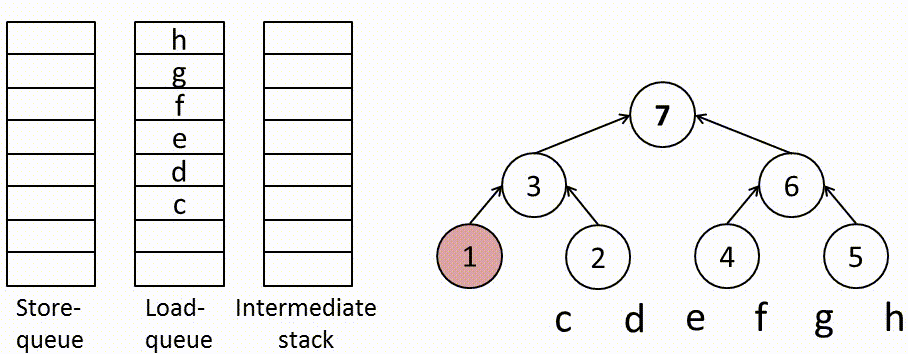 h
g
f
e
d
c
Store-
queue
Load-
queue
Intermediate
stack
7
3
6
1
2
4
5
c d e f g h